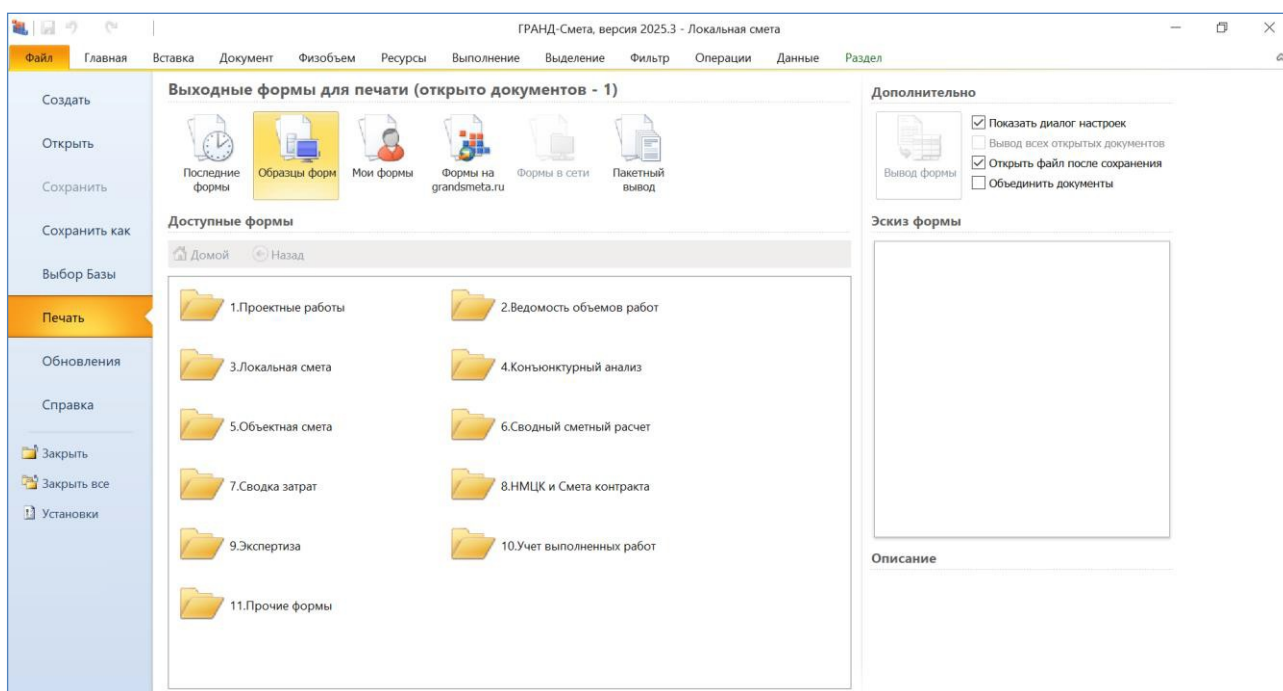 ГРАНД-Смета, версия 2025.3 - Локальная смета
Файл Главная Вставка Документ Физобъем Ресурсы Выполнение Выделение Фильтр Операции Данные Раздел
Создать
Открыть
Сохранить
Сохранить как
Выбор Базы
Печать
Обновления
Справка
Закрыть
Закрыть все
Установки
Выходные формы для печати (открыто документов - 1)
Последние формы
Образцы форм
Мои формы
Формы на grandsmeta.ru
Формы в сети
Пакетный вывод
Доступные формы
Домой Назад
1.Проектные работы
2.Ведомость объемов работ
3.Локальная смета
4.Конъюнктурный анализ
5.Объектная смета
6.Сводный сметный расчет
7.Сводка затрат
8.НМЦК и Смета контракта
9.Экспертиза
10.Учет выполненных работ
11.Прочие формы
Дополнительно
Вывод формы
Показать диалог настроек
Вывод всех открытых документов
Открыть файл после сохранения
Объединить документы
Эскиз формы
Описание